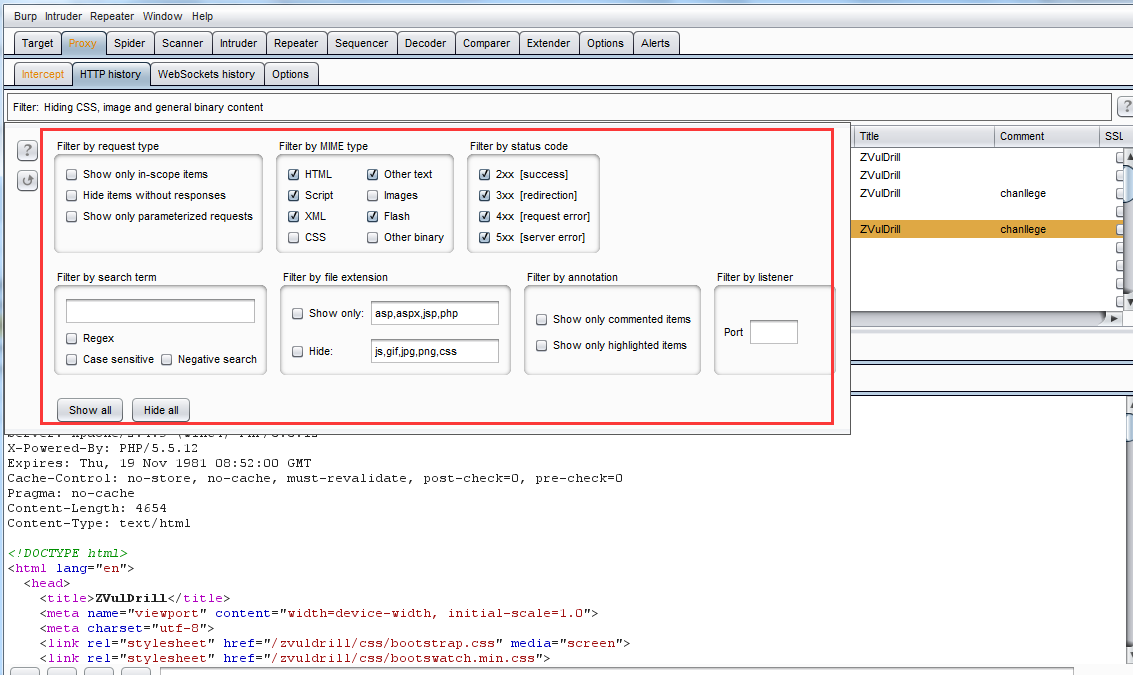 Burp Intruder Repeater Window Help
Target Proxy Spider Scanner Intruder Repeater Sequencer Decoder Comparer Extender Options Alerts
Intercept HTTP history WebSockets history Options
Filter: Hiding CSS, image and general binary content
?
Title Comment SSL
?
Filter by request type Filter by MIME type Filter by status code
ZVulDrill
Show only in-scope items HTML Other text 2xx [success]
ZVulDrill
Hide items without responses Script Images 3xx [redirection]
ZVulDrill chanllege
Show only parameterized requests XML Flash 4xx [request error]
CSS Other binary 5xx [server error]
ZVulDrill chanllege
Filter by search term Filter by file extension Filter by annotation Filter by listener
Show only: asp,aspx,jsp,php Show only commented items
Regex Port
Hide: js,gif,jpg,png,css Show only highlighted items
Case sensitive Negative search
Show all Hide all
X-Powered-By: PHP/5.5.12
Expires: Thu, 19 Nov 1981 08:52:00 GMT
Cache-Control: no-store, no-cache, must-revalidate, post-check=0, pre-check=0
Pragma: no-cache
Content-Length: 4654
Content-Type: text/html
<!DOCTYPE html>
<html lang="en">
<head>
<title>ZVulDrill</title>
<meta name="viewport" content="width=device-width, initial-scale=1.0">
<meta charset="utf-8">
<link rel="stylesheet" href="/zvuldrill/css/bootstrap.css" media="screen">
<link rel="stylesheet" href="/zvuldrill/css/bootswatch.min.css">